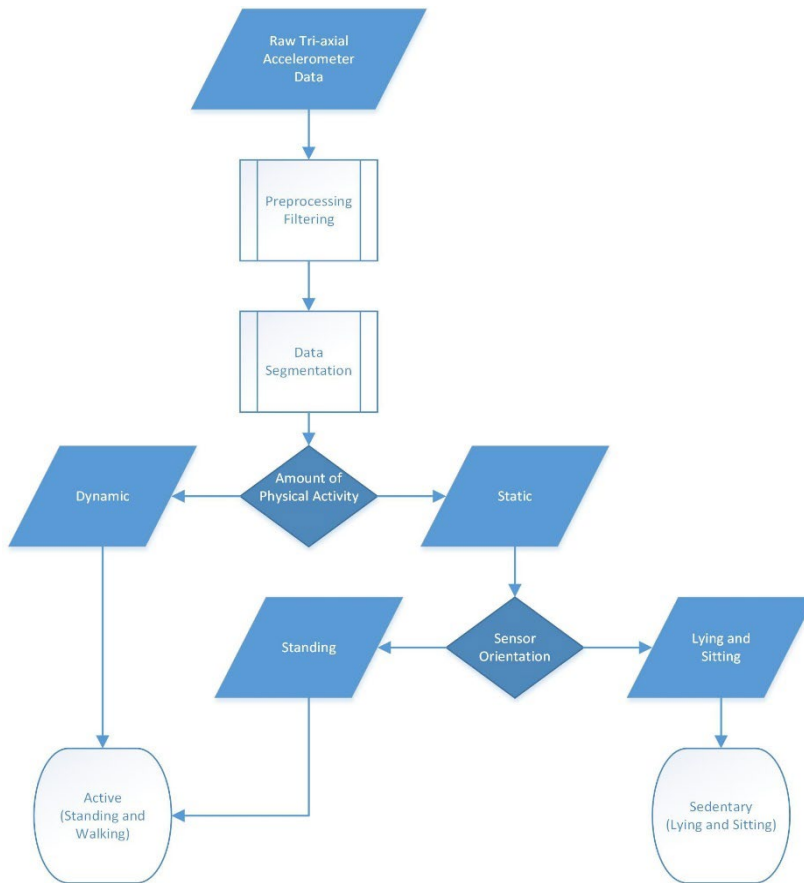 Raw Tri-axial
Accelerometer
Data
Preprocessing
Filtering
Data
Segmentation
Dynamic
Amount of
Physical Activity
Static
Standing
Sensor
Orientation
Lying and
Sitting
Active
(Standing and
Walking)
Sedentary
(Lying and Sitting)